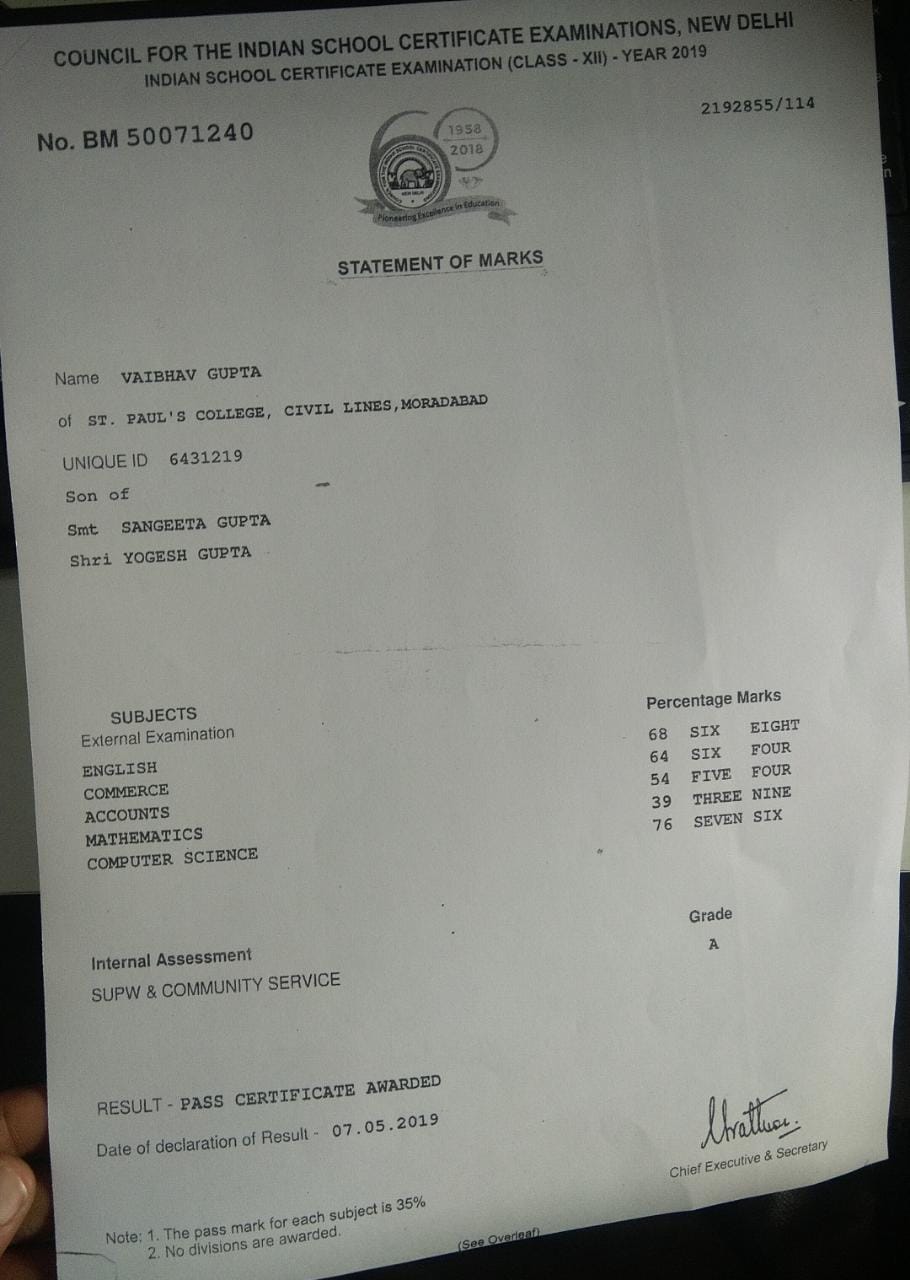 COUNCIL FOR THE INDIAN SCHOOL CERTIFICATE EXAMINATIONS, NEW DELHI
INDIAN SCHOOL CERTIFICATE EXAMINATION (CLASS - XII) - YEAR 2019
No. BM 50071240
2192855/114
1958
2018
NEW DELHI
Pioneering Excellence in Education
STATEMENT OF MARKS
Name VAIBHAV GUPTA
of ST. PAUL'S COLLEGE, CIVIL LINES,MORADABAD
UNIQUE ID 6431219
Son of
Smt SANGEETA GUPTA
Shri YOGESH GUPTA
SUBJECTS Percentage Marks
External Examination
ENGLISH 68 SIX EIGHT
COMMERCE 64 SIX FOUR
ACCOUNTS 54 FIVE FOUR
MATHEMATICS 39 THREE NINE
COMPUTER SCIENCE 76 SEVEN SIX
Internal Assessment Grade
SUPW & COMMUNITY SERVICE A
RESULT - PASS CERTIFICATE AWARDED
Date of declaration of Result - 07.05.2019
Chief Executive & Secretary
Note: 1. The pass mark for each subject is 35%
2. No divisions are awarded.
(See Overleaf)